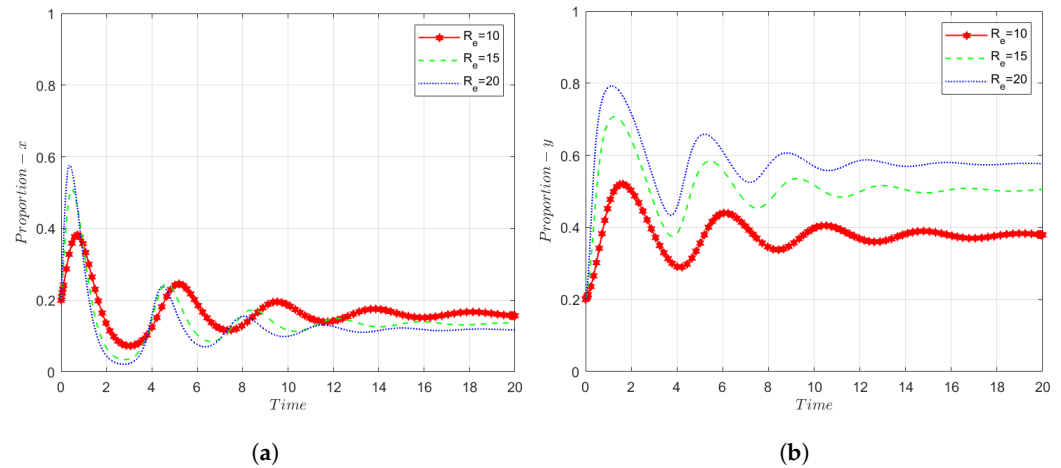 1
0.8
0.6
0.4
0.2
0
Proportion − x
0 2 4 6 8 10 12 14 16 18 20
Time
R_e=10
R_e=15
R_e=20
(a)
1
0.8
0.6
0.4
0.2
0
Proportion − y
0 2 4 6 8 10 12 14 16 18 20
Time
R_e=10
R_e=15
R_e=20
(b)